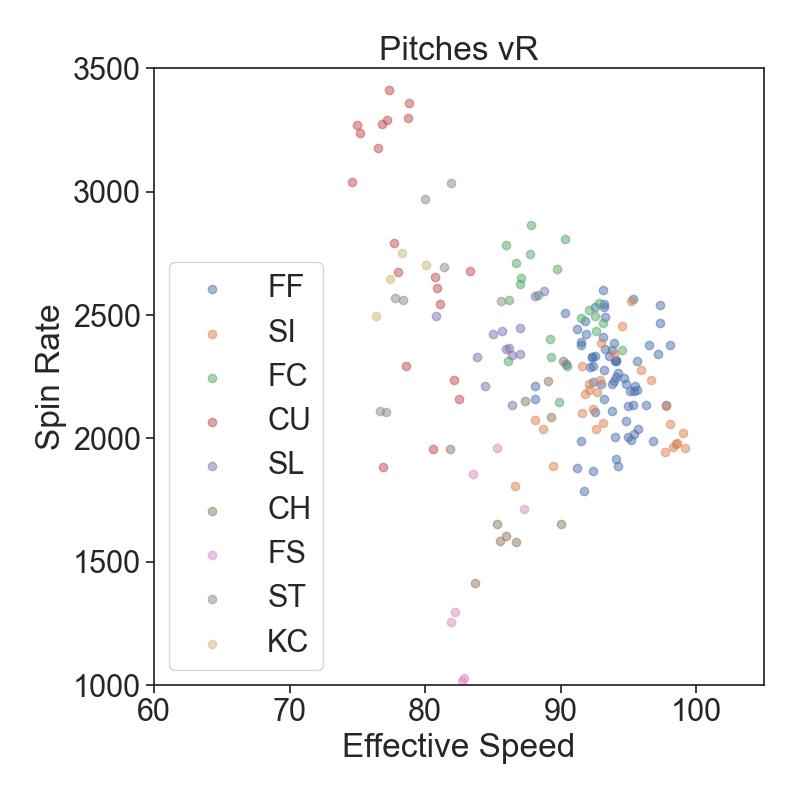 Pitches vR
3500
3000
2500
2000
1500
1000
Spin Rate
FF
SI
FC
CU
SL
CH
FS
ST
KC
60 70 80 90 100
Effective Speed